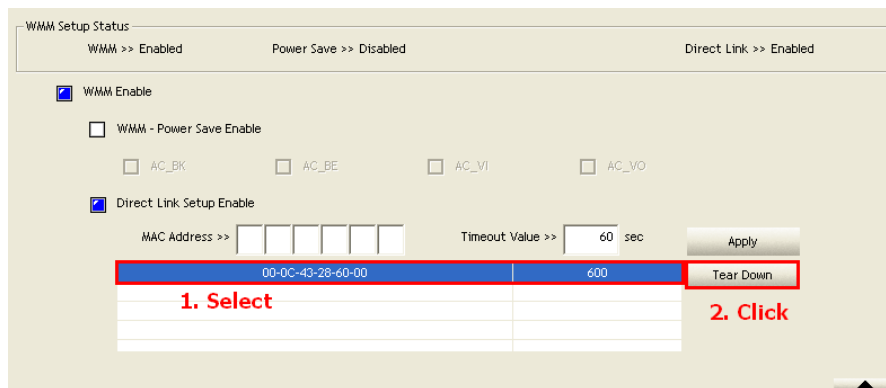 WMM Setup Status
WMM >> Enabled Power Save >> Disabled Direct Link >> Enabled
WMM Enable
WMM - Power Save Enable
AC_BK AC_BE AC_VI AC_VO
Direct Link Setup Enable
MAC Address >> Timeout Value >> 60 sec Apply
00-0C-43-28-60-00 600 Tear Down
1. Select 2. Click